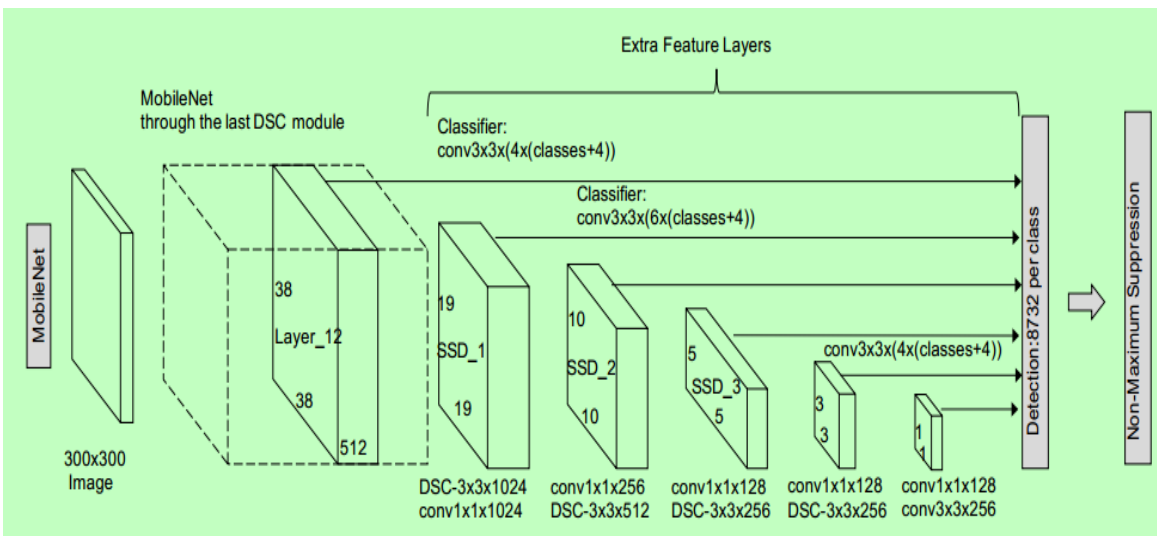 Extra Feature Layers
MobileNet
through the last DSC module
Classifier:
conv3x3x(4x(classes+4))
Classifier:
conv3x3x(6x(classes+4))
MobileNet
38
Layer_12
38
512
19
SSD_1
19
10
SSD_2
10
5
SSD_3
5
conv3x3x(4x(classes+4))
3
3
1
1
Detection:8732 per class
Non-Maximum Suppression
300x300
Image
DSC-3x3x1024
conv1x1x1024
conv1x1x256
DSC-3x3x512
conv1x1x128
DSC-3x3x256
conv1x1x128
DSC-3x3x256
conv1x1x128
conv3x3x256